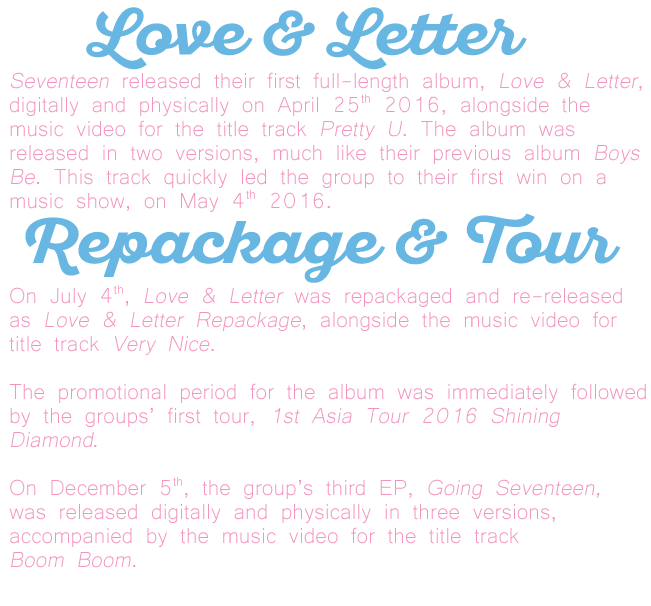 Love & Letter
Seventeen released their first full-length album, Love & Letter,
digitally and physically on April 25th 2016, alongside the
music video for the title track Pretty U. The album was
released in two versions, much like their previous album Boys
Be. This track quickly led the group to their first win on a
music show, on May 4th 2016.
Repackage & Tour
On July 4th, Love & Letter was repackaged and re-released
as Love & Letter Repackage, alongside the music video for
title track Very Nice.
The promotional period for the album was immediately followed
by the groups' first tour, 1st Asia Tour 2016 Shining
Diamond.
On December 5th, the group's third EP, Going Seventeen,
was released digitally and physically in three versions,
accompanied by the music video for the title track
Boom Boom.